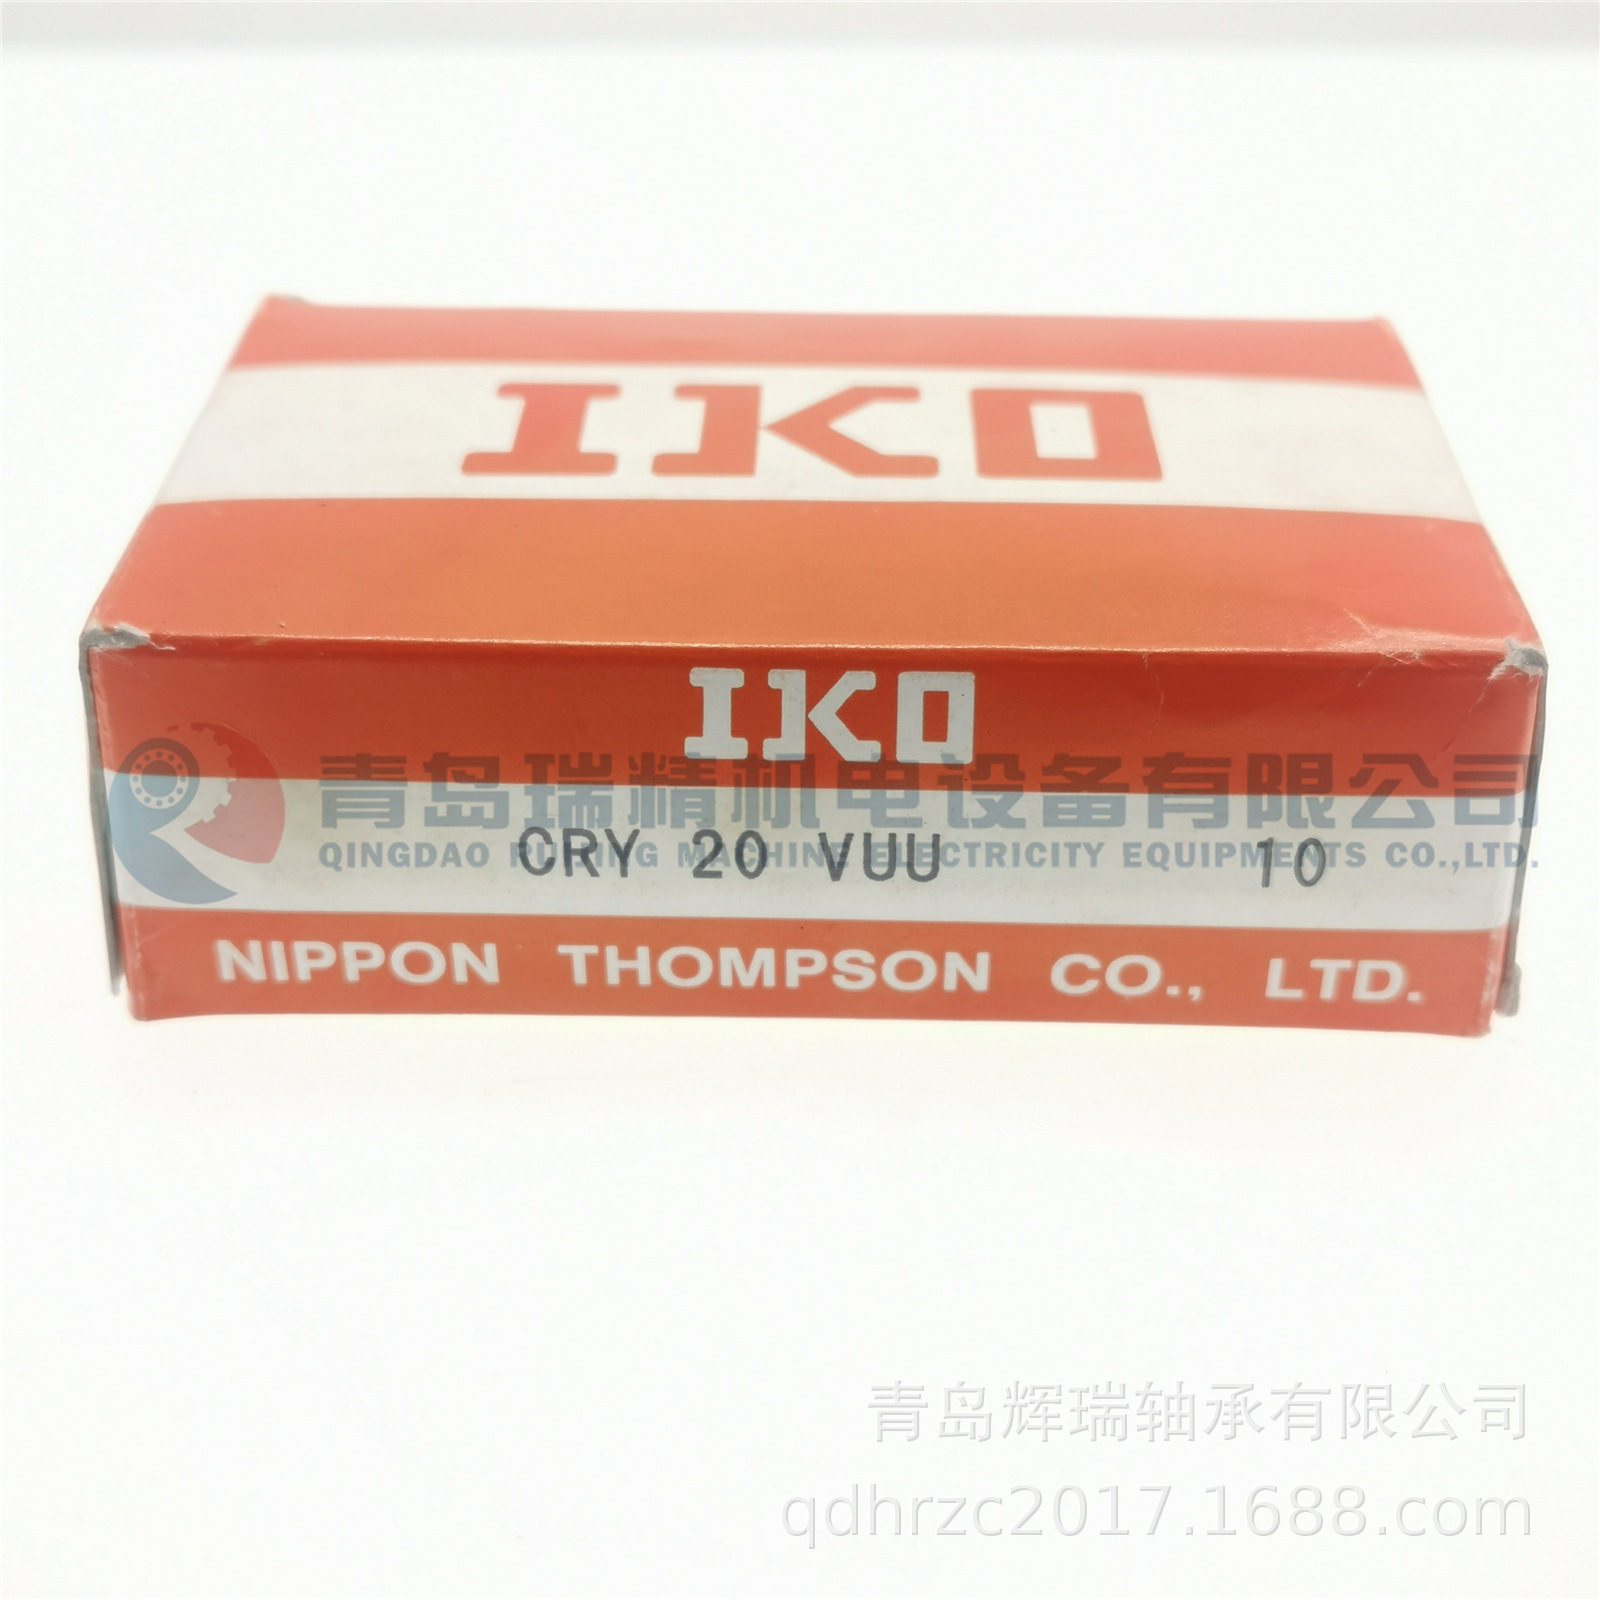 IKO
IKO
青岛瑞精机电设备有限公司
QINGDAO RUIJING MACHINE ELECTRICITY EQUIPMENTS CO.,LTD.
CRY 20 VUU 10
NIPPON THOMPSON CO., LTD.
青岛辉瑞轴承有限公司
qdhrzc2017.1688.com